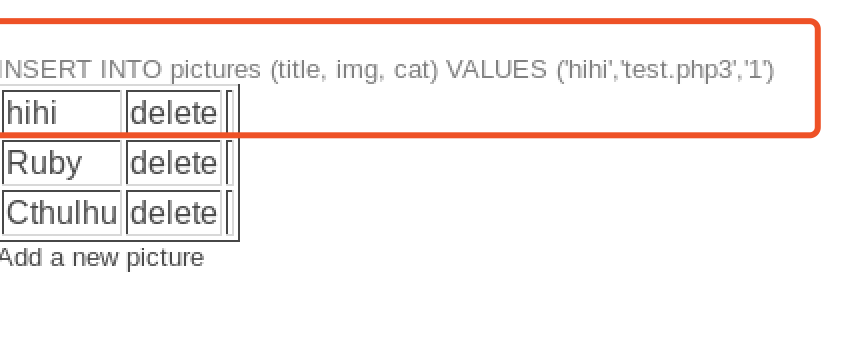 INSERT INTO pictures (title, img, cat) VALUES ('hihi','test.php3','1')
hihi delete
Ruby delete
Cthulhu delete
Add a new picture